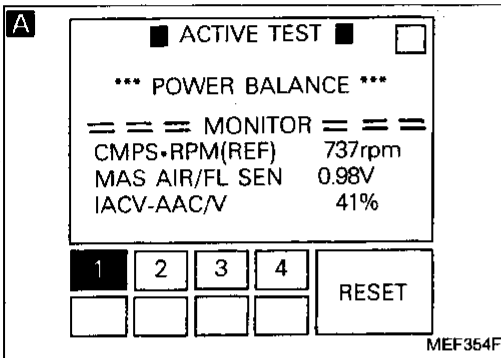 A
■ ACTIVE TEST ■
*** POWER BALANCE ***
= = = MONITOR = = =
CMPS•RPM(REF) 737rpm
MAS AIR/FL SEN 0.98V
IACV-AAC/V 41%
1 2 3 4
RESET
MEF354F